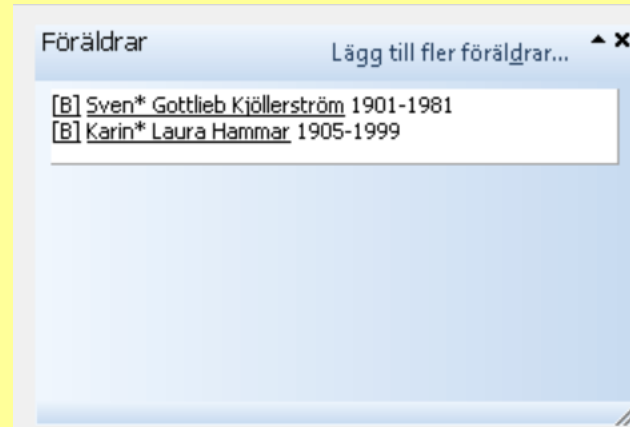 Föräldrar
Lägg till fler föräldrar...
[B] Sven* Gottlieb Kjöllerström 1901-1981
[B] Karin* Laura Hammar 1905-1999